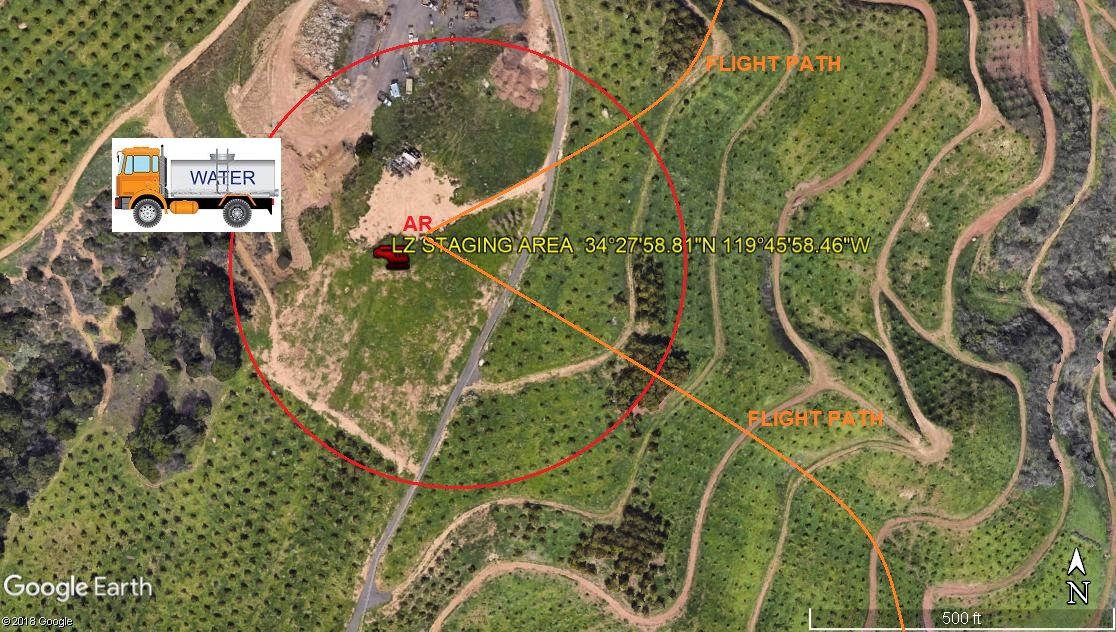 FLIGHT PATH
WATER
AR
LZ STAGING AREA 34°27'58.81"N 119°45'58.46"W
FLIGHT PATH
Google Earth
N
©2018 Google
500 ft